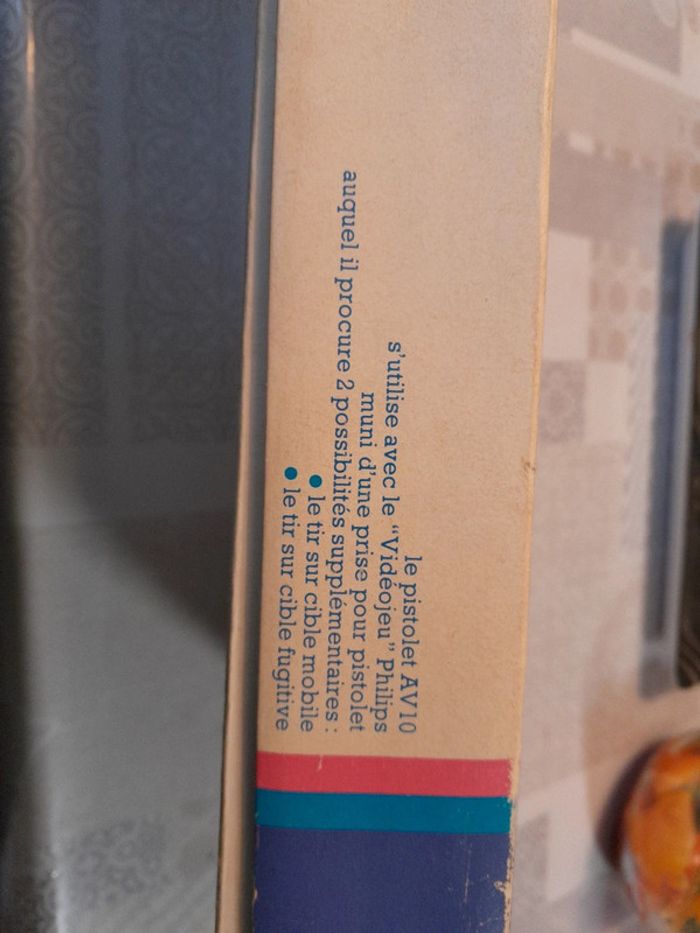 le pistolet AV10
s'utilise avec le "Vidéojeu" Philips
muni d'une prise pour pistolet
auquel il procure 2 possibilités supplémentaires :
● le tir sur cible mobile
● le tir sur cible fugitive